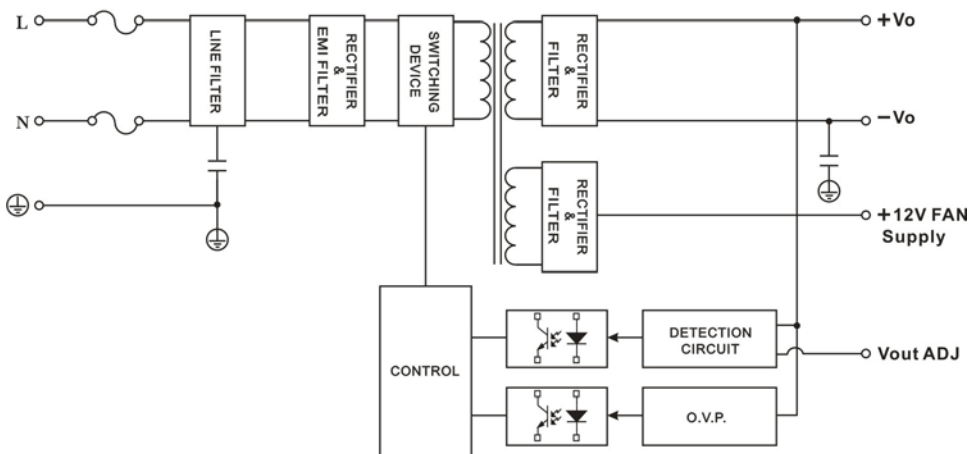 L
N
LINE FILTER
RECTIFIER
&
EMI FILTER
SWITCHING
DEVICE
RECTIFIER
&
FILTER
+Vo
−Vo
RECTIFIER
&
FILTER
+12V FAN
Supply
CONTROL
DETECTION
CIRCUIT
Vout ADJ
O.V.P.